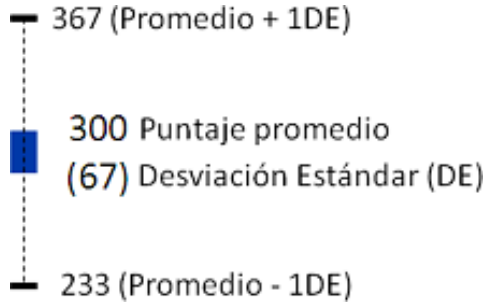 367 (Promedio + 1DE)
300 Puntaje promedio
(67) Desviación Estándar (DE)
233 (Promedio - 1DE)